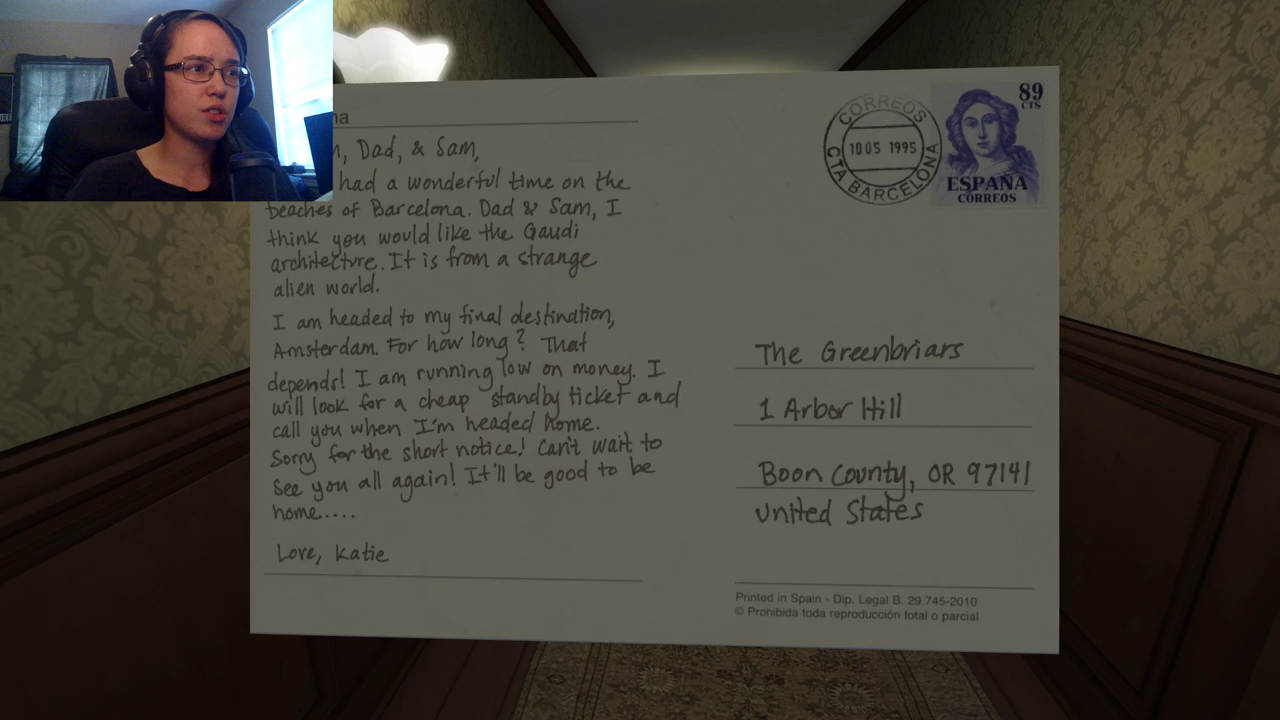 na
n, Dad, & Sam,
had a wonderful time on the
beaches of Barcelona. Dad & Sam, I
think you would like the Gaudi
architecture. It is from a strange
alien world.
I am headed to my final destination,
Amsterdam. For how long? That
depends! I am running low on money. I
will look for a cheap standby ticket and
call you when I'm headed home.
Sorry for the short notice! Can't wait to
see you all again! It'll be good to be
home....
Love, Katie
CORREOS
10 05 1995
CTA BARCELONA
89
CTS
ESPAÑA
CORREOS
The Greenbriars
1 Arbor Hill
Boon County, OR 97141
United States
Printed in Spain - Dip. Legal B. 29.745-2010
© Prohibida toda reproducción total o parcial